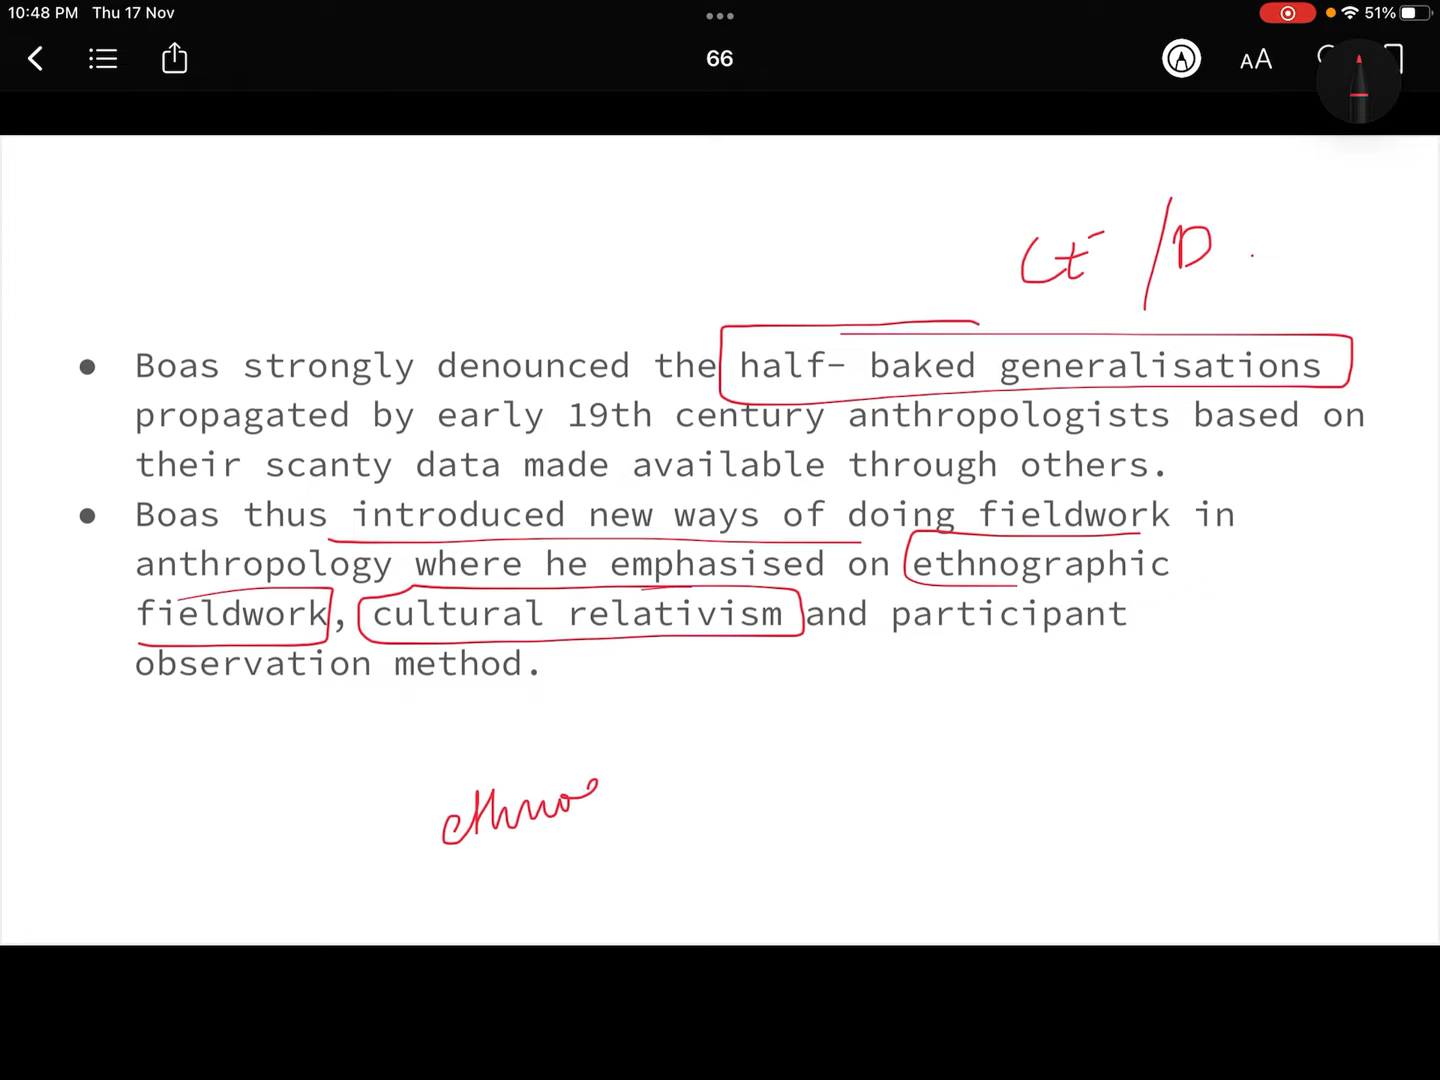 10:48 PM Thu 17 Nov
51%
66
AA
/D
• Boas strongly denounced the half- baked generalisations
propagated by early 19th century anthropologists based on
their scanty data made available through others.
• Boas thus introduced new ways of doing fieldwork in
anthropology where he emphasised on ethnographic
fieldwork, cultural relativism and participant
observation method.
ethno